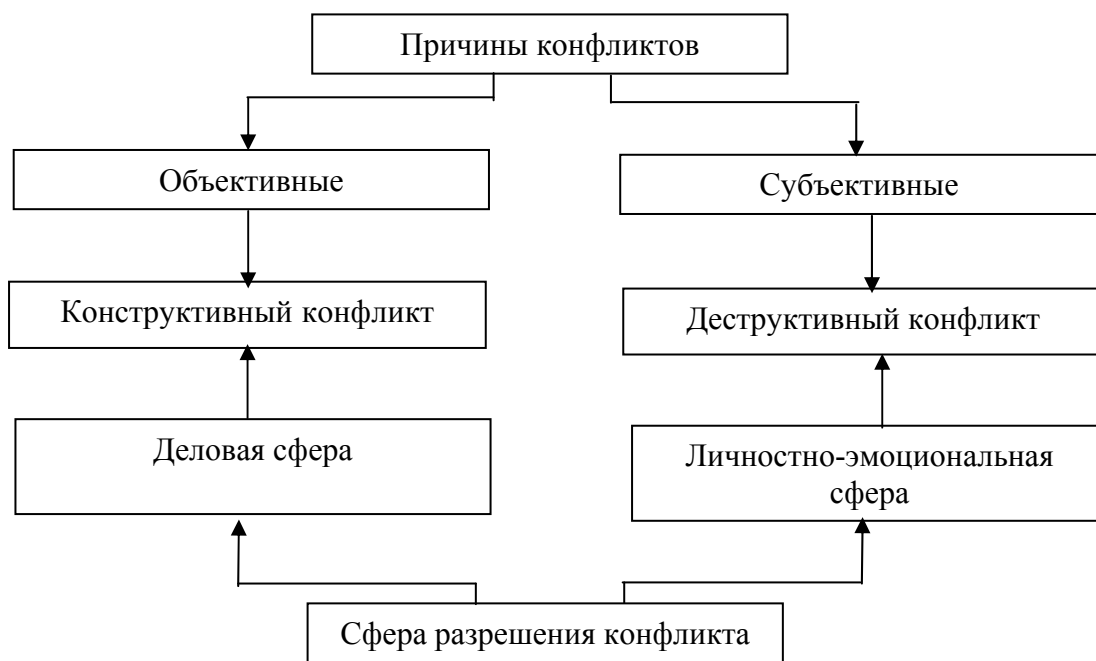 Причины конфликтов
Объективные
Субъективные
Конструктивный конфликт
Деструктивный конфликт
Деловая сфера
Личностно-эмоциональная
сфера
Сфера разрешения конфликта